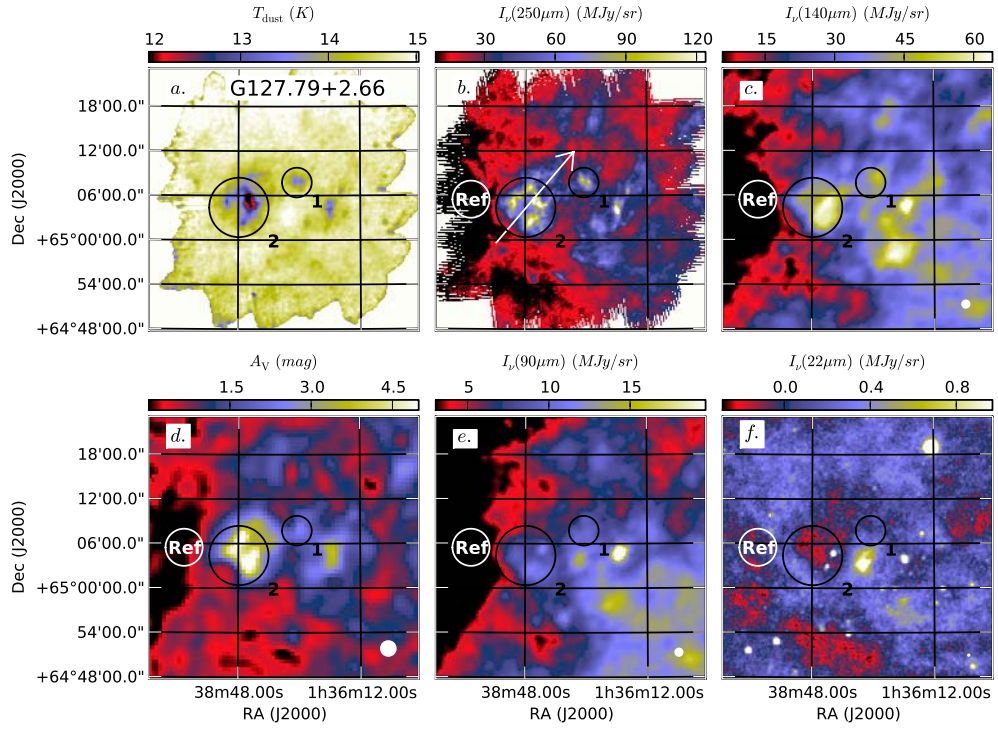 T_dust (K)
I_ν(250μm) (MJy/sr)
I_ν(140μm) (MJy/sr)
12 13 14 15
30 60 90 120
15 30 45 60
a. G127.79+2.66
b.
c.
18'00.0"
12'00.0"
06'00.0"
+65°00'00.0"
54'00.0"
+64°48'00.0"
Dec (J2000)
1
2
Ref
1
2
Ref
1
2
A_V (mag)
I_ν(90μm) (MJy/sr)
I_ν(22μm) (MJy/sr)
1.5 3.0 4.5
5 10 15
0.0 0.4 0.8
d.
e.
f.
18'00.0"
12'00.0"
06'00.0"
+65°00'00.0"
54'00.0"
+64°48'00.0"
Dec (J2000)
Ref
1
2
Ref
1
2
Ref
1
2
38m48.00s 1h36m12.00s
38m48.00s 1h36m12.00s
38m48.00s 1h36m12.00s
RA (J2000)
RA (J2000)
RA (J2000)